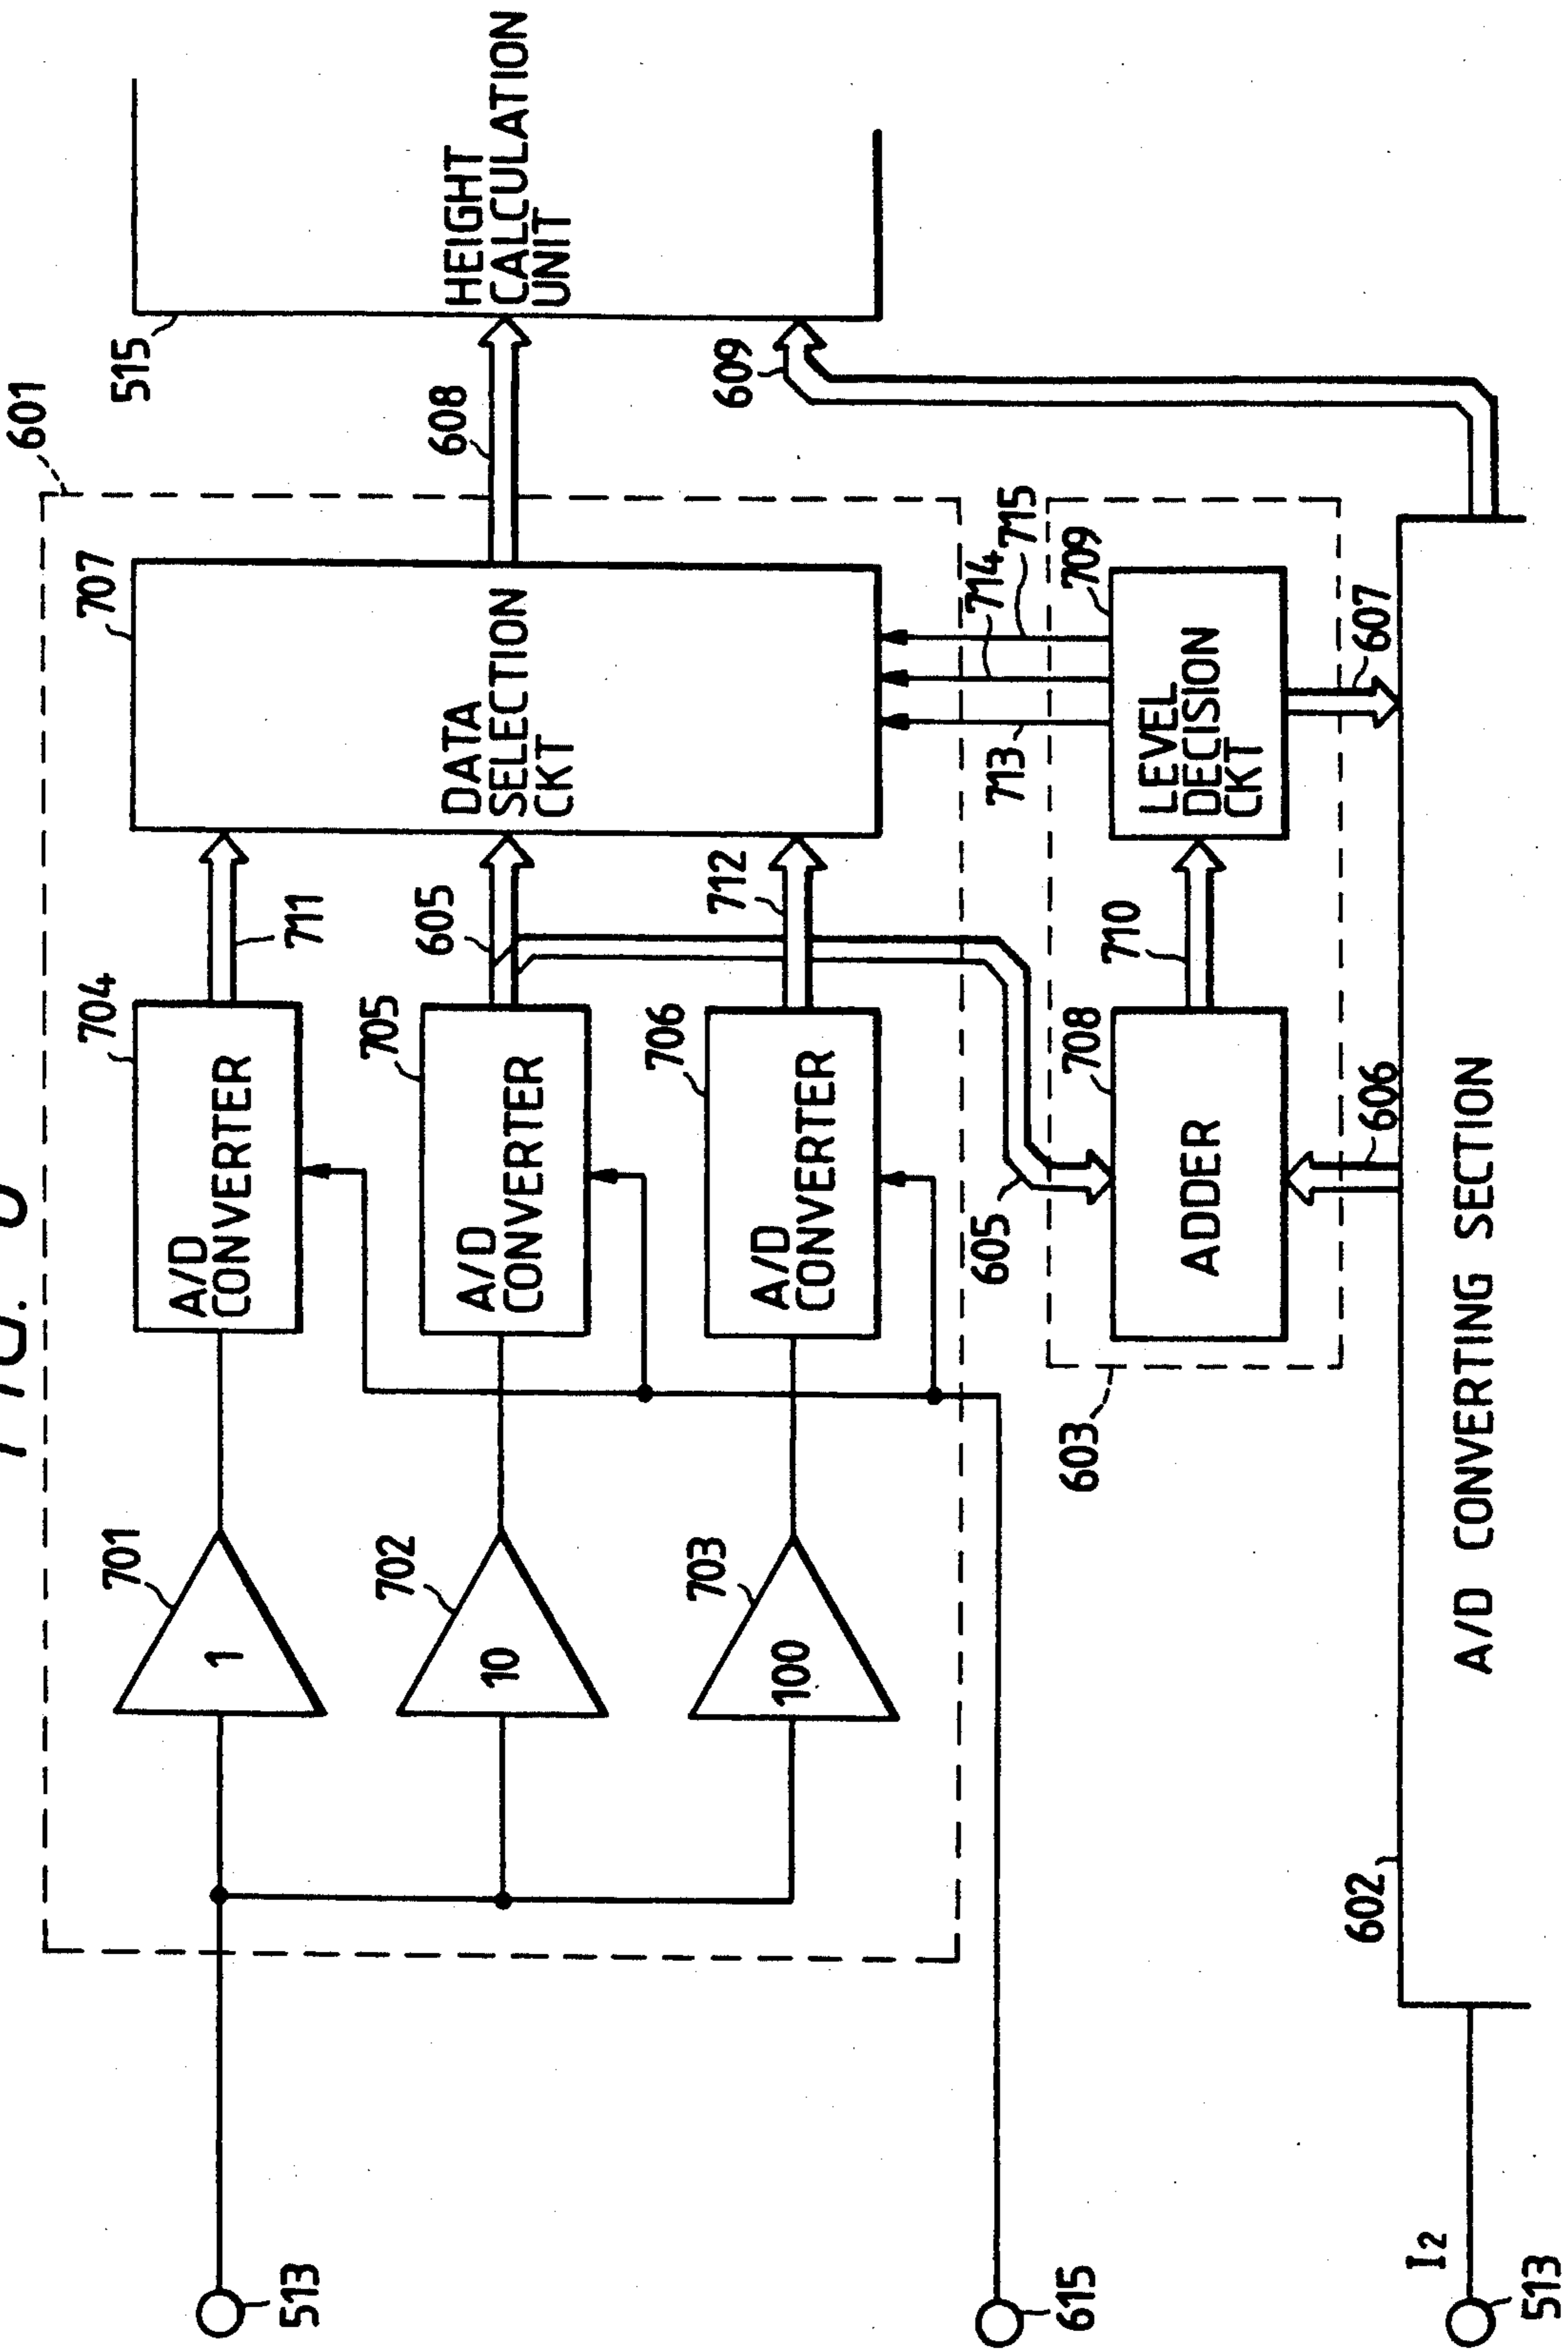 601
515
HEIGHT
CALCULATION
UNIT
608
609
707
DATA
SELECTION
CKT
711
605
712
713
714
715
704
A/D
CONVERTER
705
A/D
CONVERTER
706
A/D
CONVERTER
701
1
702
10
703
100
513
615
605
603
708
ADDER
710
709
LEVEL
DECISION
CKT
607
606
602
A/D CONVERTING SECTION
I2
513